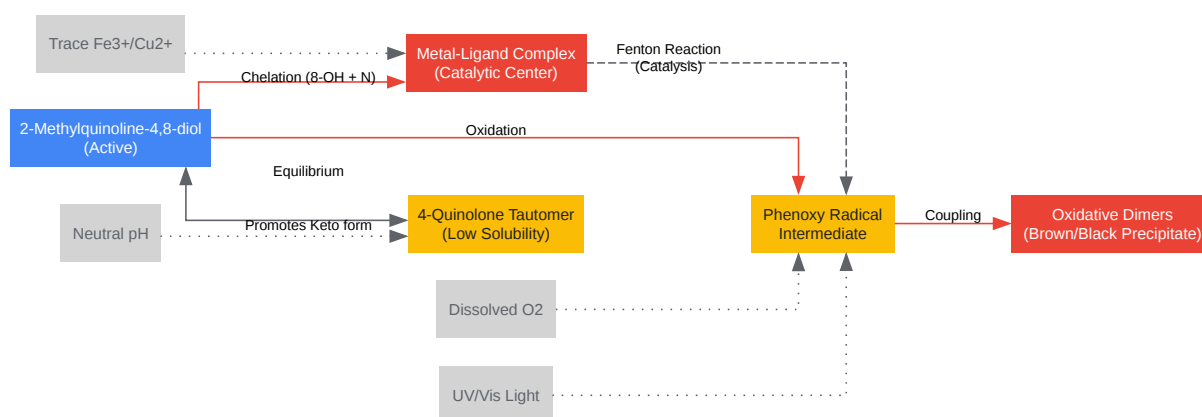 Trace Fe3+/Cu2+
Metal-Ligand Complex
(Catalytic Center)
Fenton Reaction
(Catalysis)
Chelation (8-OH + N)
2-Methylquinoline-4,8-diol
(Active)
Oxidation
Equilibrium
Neutral pH
Promotes Keto form
4-Quinolone Tautomer
(Low Solubility)
Phenoxy Radical
Intermediate
Coupling
Oxidative Dimers
(Brown/Black Precipitate)
Dissolved O2
UV/Vis Light